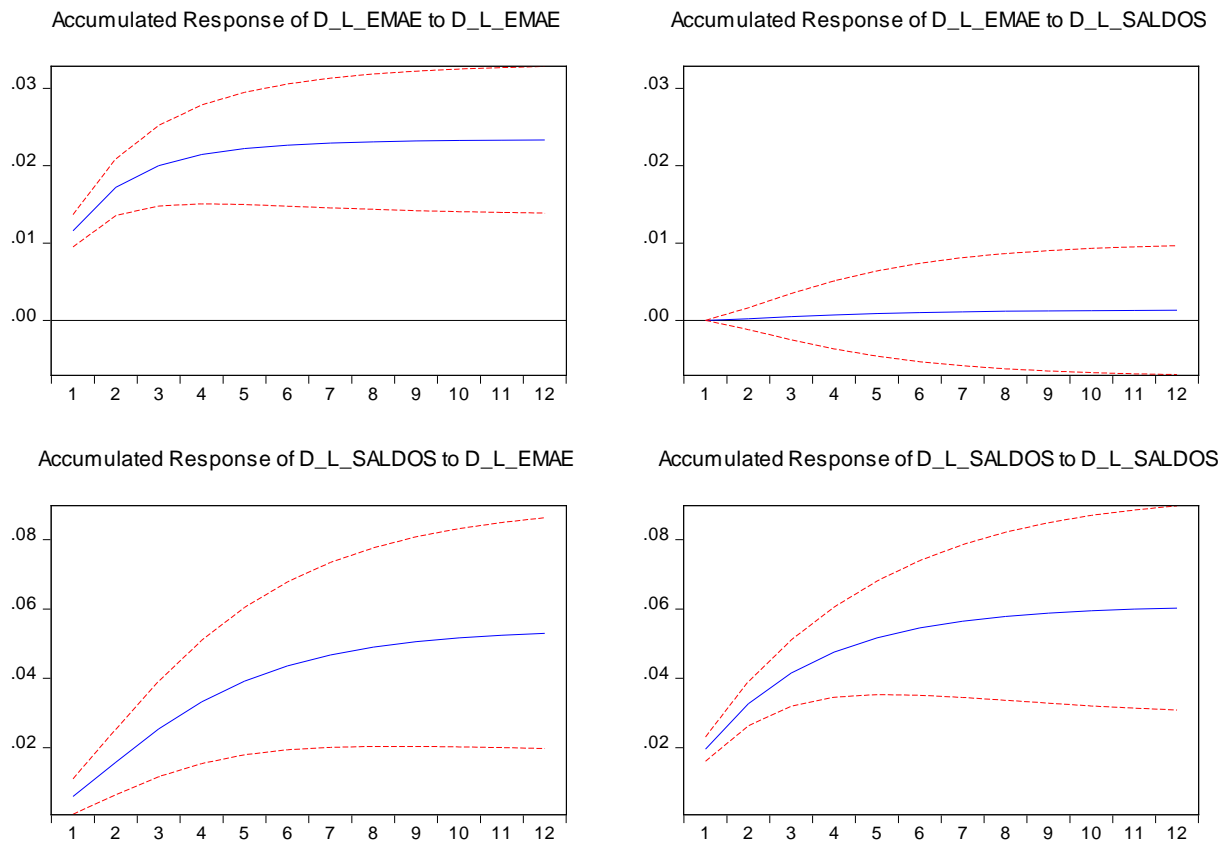 Accumulated Response of D_L_EMAE to D_L_EMAE
.03
.02
.01
.00
1 2 3 4 5 6 7 8 9 10 11 12
Accumulated Response of D_L_EMAE to D_L_SALDOS
.03
.02
.01
.00
1 2 3 4 5 6 7 8 9 10 11 12
Accumulated Response of D_L_SALDOS to D_L_EMAE
.08
.06
.04
.02
1 2 3 4 5 6 7 8 9 10 11 12
Accumulated Response of D_L_SALDOS to D_L_SALDOS
.08
.06
.04
.02
1 2 3 4 5 6 7 8 9 10 11 12